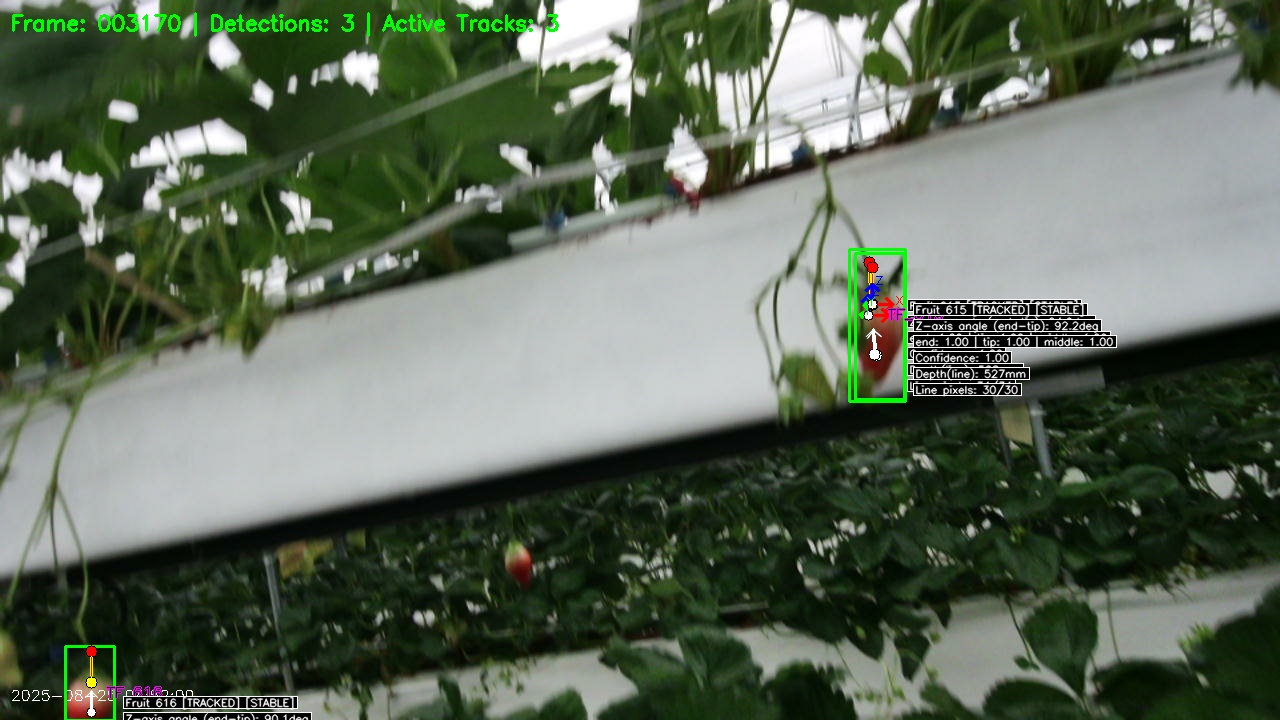 Frame: 003170 | Detections: 3 | Active Tracks: 3
Fruit 615 [TRACKED] [STABLE]
Z-axis angle (end-tip): 92.2deg
end: 1.00 | tip: 1.00 | middle: 1.00
Confidence: 1.00
Depth(line): 527mm
Line pixels: 30/30
X
Z
TF
TF_616
Fruit 616 [TRACKED] [STABLE]
Z-axis angle (end-tip): 90.1deg